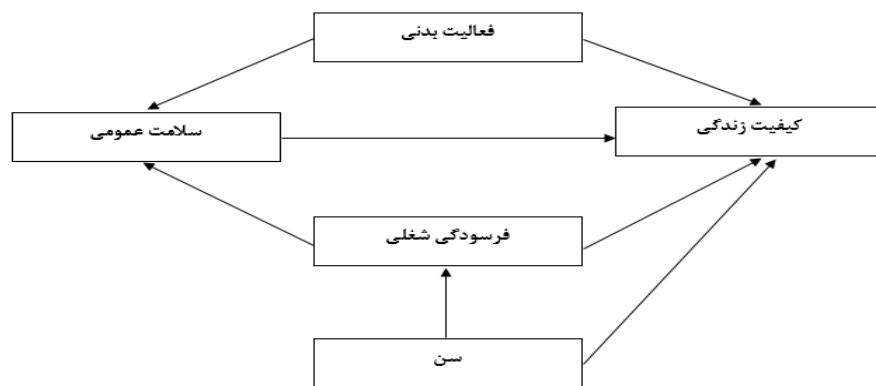 فعالیت بدنی
کیفیت زندگی
سلامت عمومی
فرسودگی شغلی
سن